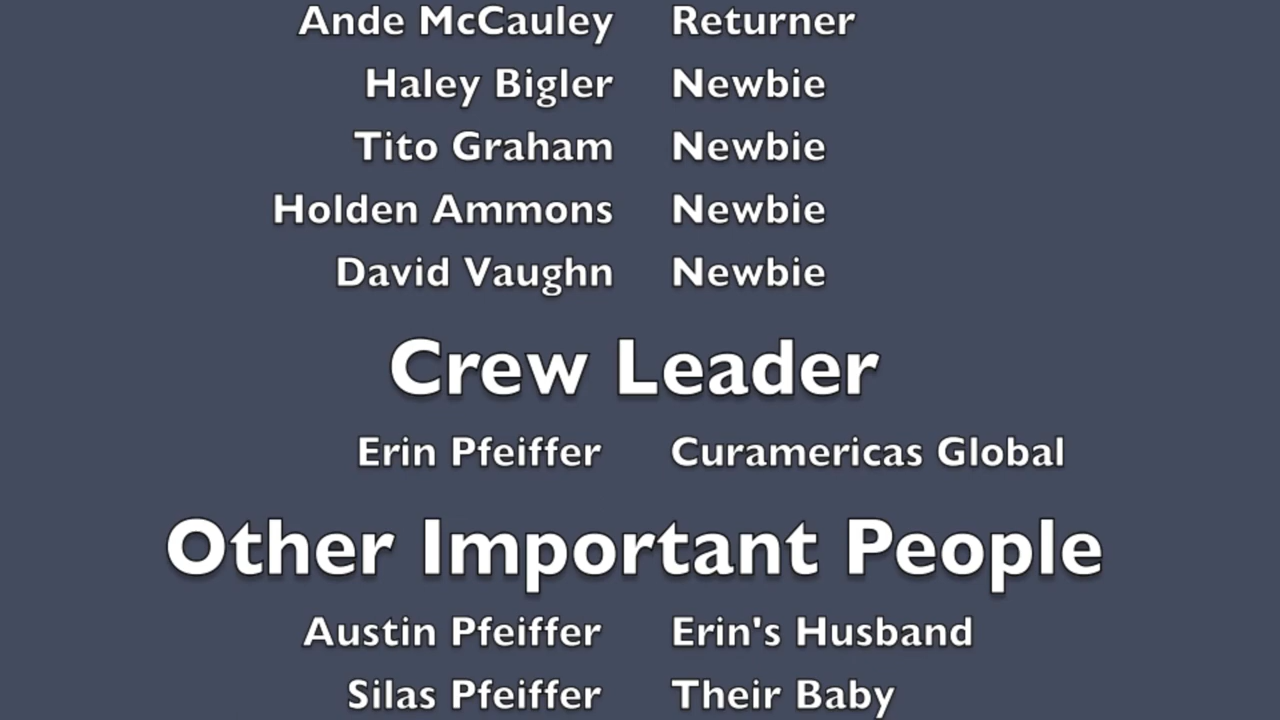 Ande McCauley Returner
Haley Bigler Newbie
Tito Graham Newbie
Holden Ammons Newbie
David Vaughn Newbie
Crew Leader
Erin Pfeiffer Curamericas Global
Other Important People
Austin Pfeiffer Erin's Husband
Silas Pfeiffer Their Baby